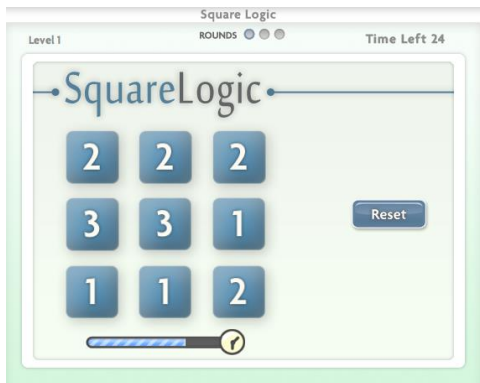 Square Logic
Level 1
ROUNDS
Time Left 24
SquareLogic
2 2 2
3 3 1
Reset
1 1 2